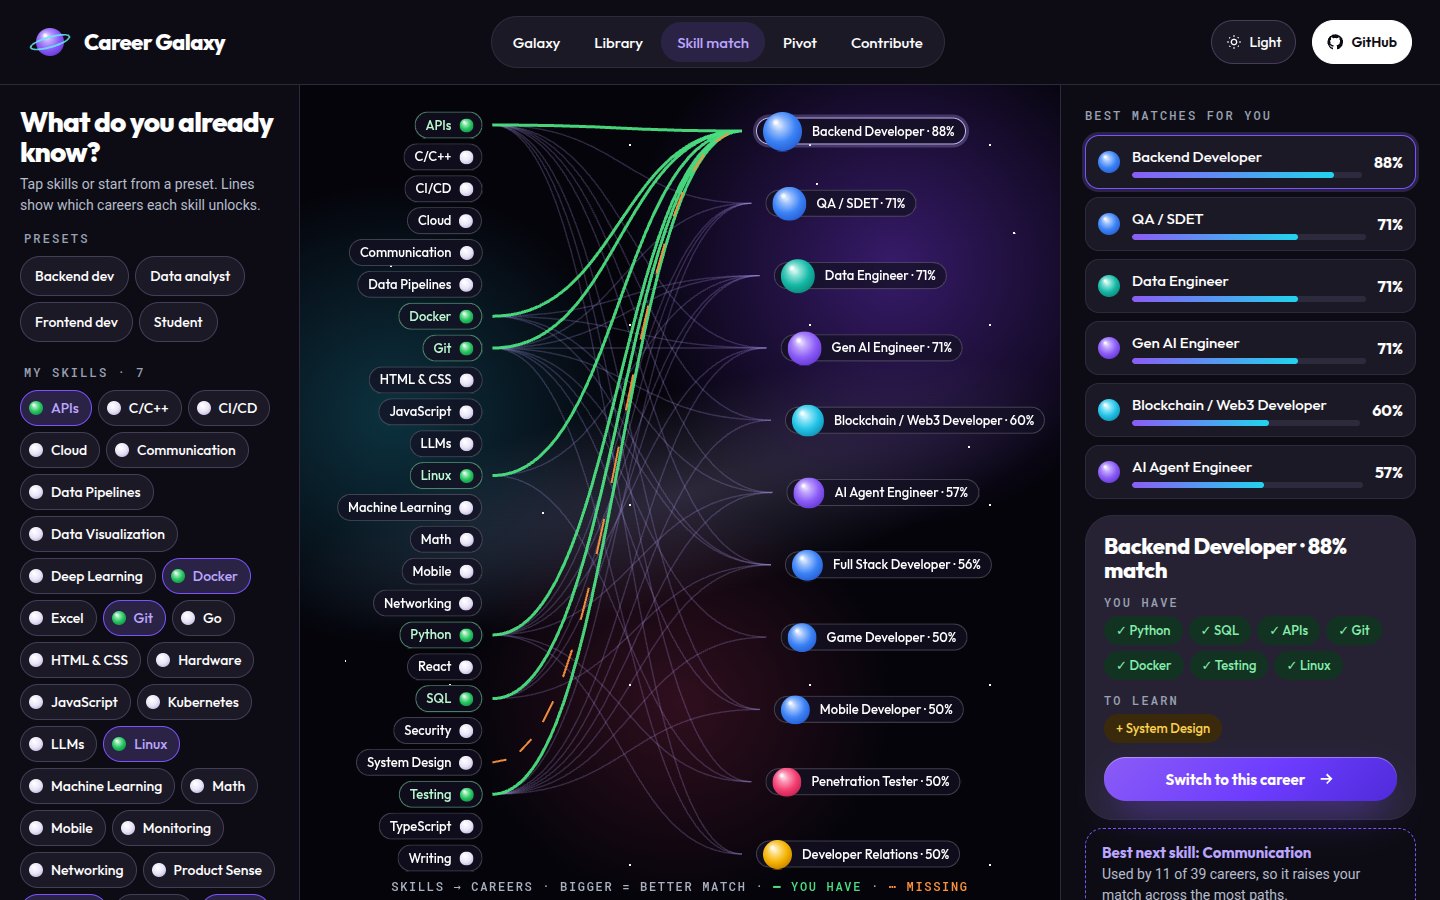 Career Galaxy
Galaxy
Library
Skill match
Pivot
Contribute
Light
GitHub
What do you already
know?
Tap skills or start from a preset. Lines
show which careers each skill unlocks.
PRESETS
Backend dev
Data analyst
Frontend dev
Student
MY SKILLS · 7
APIs
C/C++
CI/CD
Cloud
Communication
Data Pipelines
Data Visualization
Deep Learning
Docker
Excel
Git
Go
HTML & CSS
Hardware
JavaScript
Kubernetes
LLMs
Linux
Machine Learning
Math
Mobile
Monitoring
Networking
Product Sense
APIs
C/C++
CI/CD
Cloud
Communication
Data Pipelines
Docker
Git
HTML & CSS
JavaScript
LLMs
Linux
Machine Learning
Math
Mobile
Networking
Python
React
SQL
Security
System Design
Testing
TypeScript
Writing
Backend Developer · 88%
QA / SDET · 71%
Data Engineer · 71%
Gen AI Engineer · 71%
Blockchain / Web3 Developer · 60%
AI Agent Engineer · 57%
Full Stack Developer · 56%
Game Developer · 50%
Mobile Developer · 50%
Penetration Tester · 50%
Developer Relations · 50%
SKILLS → CAREERS · BIGGER = BETTER MATCH · — YOU HAVE · ┅ MISSING
BEST MATCHES FOR YOU
Backend Developer 88%
QA / SDET 71%
Data Engineer 71%
Gen AI Engineer 71%
Blockchain / Web3 Developer 60%
AI Agent Engineer 57%
Backend Developer · 88%
match
YOU HAVE
✓ Python ✓ SQL ✓ APIs ✓ Git
✓ Docker ✓ Testing ✓ Linux
TO LEARN
+ System Design
Switch to this career →
Best next skill: Communication
Used by 11 of 39 careers, so it raises your
match across the most paths.